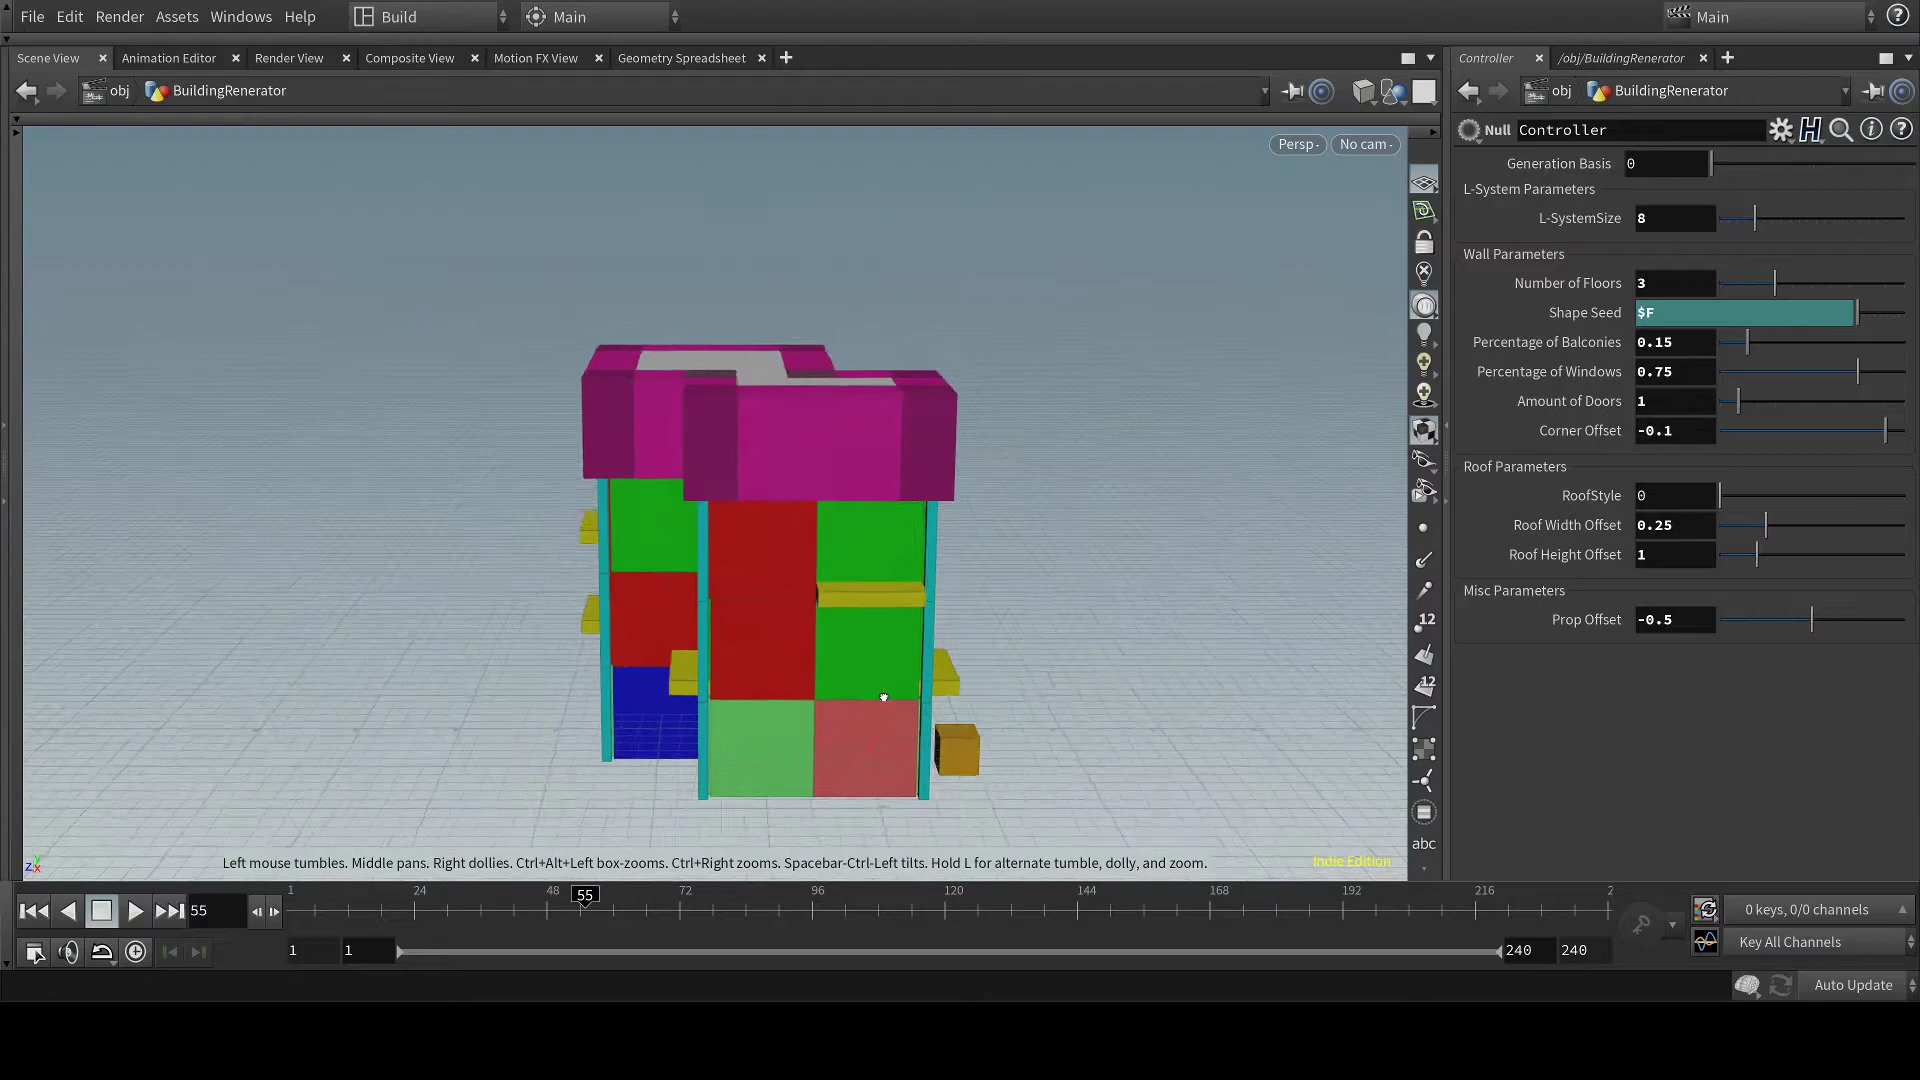 File Edit Render Assets Windows Help Build Main Main
Scene View Animation Editor Render View Composite View Motion FX View Geometry Spreadsheet Controller /obj/BuildingRenerator
obj BuildingRenerator obj BuildingRenerator
Null Controller
Persp No cam
Generation Basis 0
L-System Parameters
L-SystemSize 8
Wall Parameters
Number of Floors 3
Shape Seed $F
Percentage of Balconies 0.15
Percentage of Windows 0.75
Amount of Doors 1
Corner Offset -0.1
Roof Parameters
RoofStyle 0
Roof Width Offset 0.25
Roof Height Offset 1
Misc Parameters
Prop Offset -0.5
12
12
abc
Left mouse tumbles. Middle pans. Right dollies. Ctrl+Alt+Left box-zooms. Ctrl+Right zooms. Spacebar-Ctrl-Left tilts. Hold L for alternate tumble, dolly, and zoom.
Indie Edition
z y x
1 24 48 55 72 96 120 144 168 192 216 2
55
0 keys, 0/0 channels
1 1 240 240
Key All Channels
Auto Update